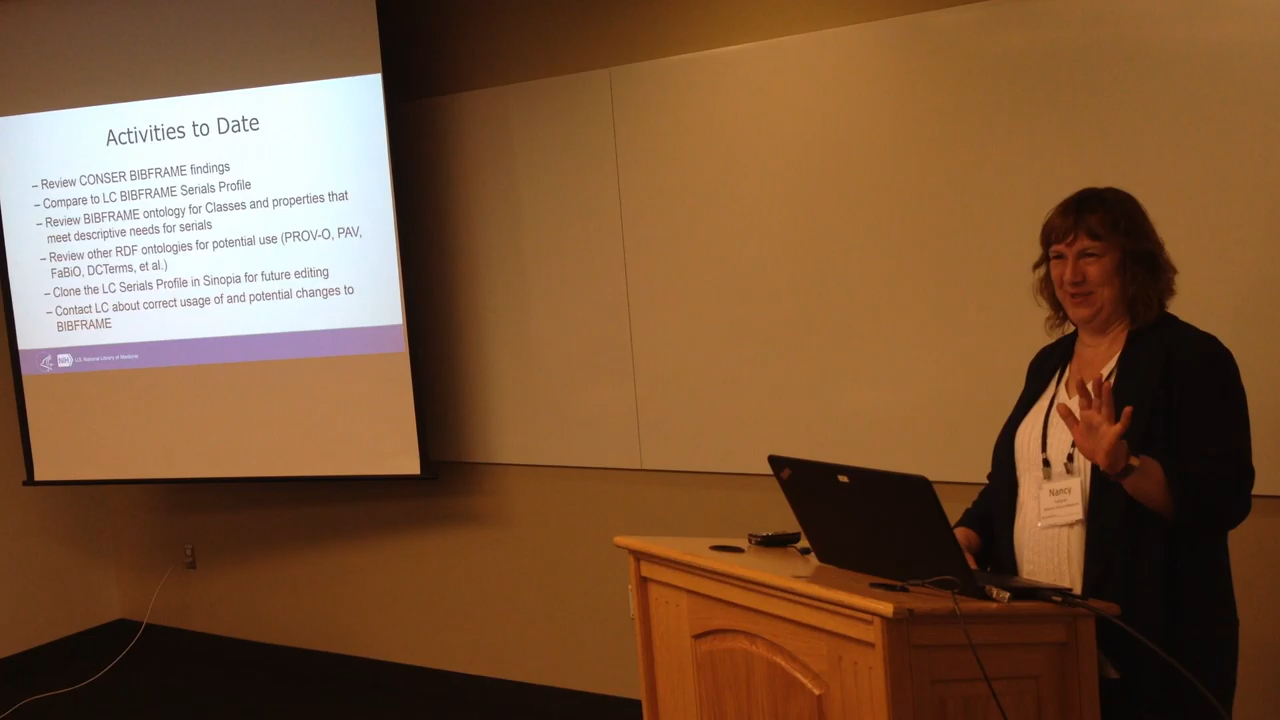 Activities to Date
– Review CONSER BIBFRAME findings
– Compare to LC BIBFRAME Serials Profile
– Review BIBFRAME ontology for Classes and properties that
meet descriptive needs for serials
– Review other RDF ontologies for potential use (PROV-O, PAV,
FaBiO, DCTerms, et al.)
– Clone the LC Serials Profile in Sinopia for future editing
– Contact LC about correct usage of and potential changes to
BIBFRAME
NIH U.S. National Library of Medicine
Nancy